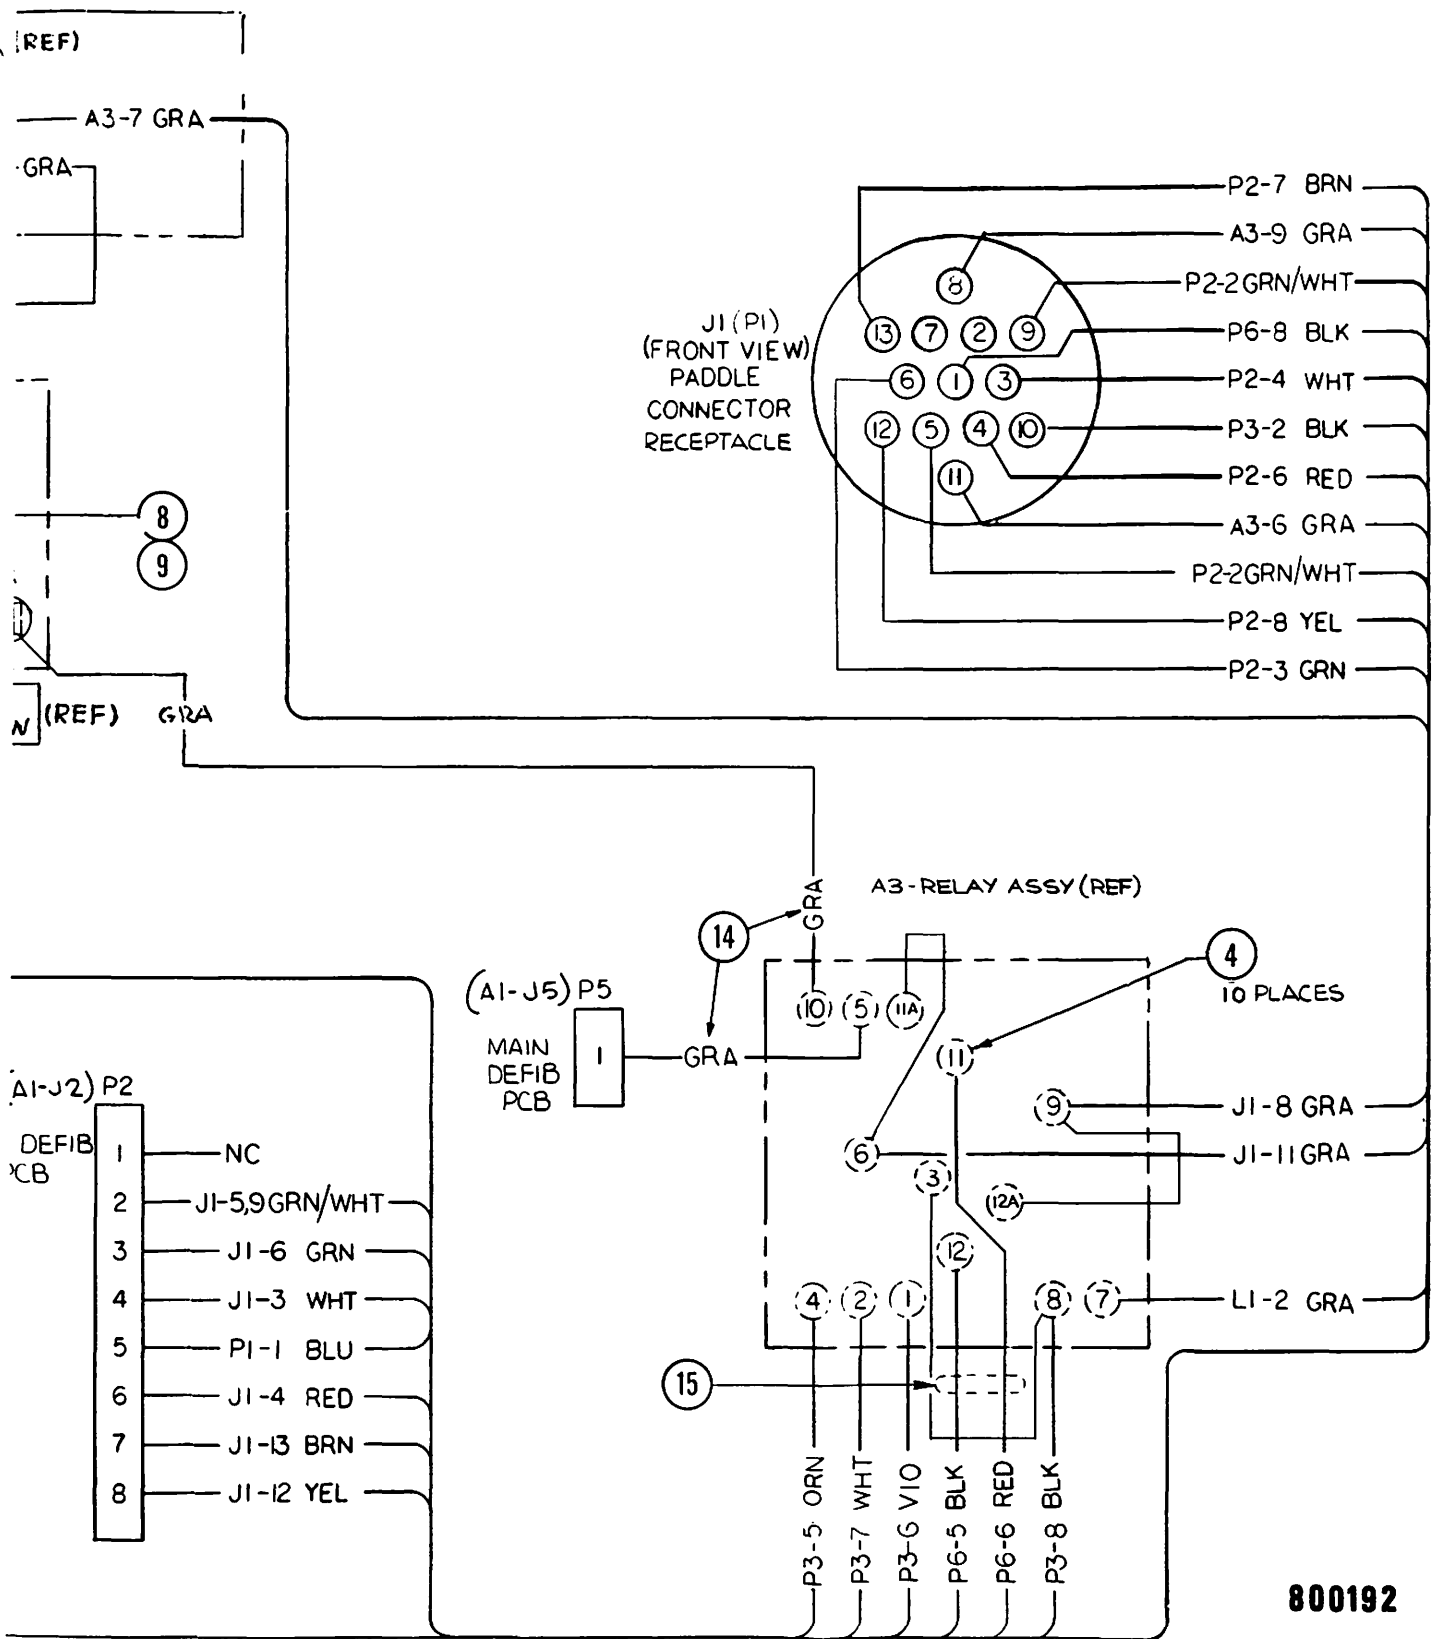 (REF)
A3-7 GRA
GRA
P2-7 BRN
A3-9 GRA
P2-2 GRN/WHT
P6-8 BLK
P2-4 WHT
P3-2 BLK
P2-6 RED
A3-6 GRA
P2-2 GRN/WHT
P2-8 YEL
P2-3 GRN
J1 (P1)
(FRONT VIEW)
PADDLE
CONNECTOR
RECEPTACLE
8
13 7 2 9
6 1 3
12 5 4 10
11
8
9
N (REF) GRA
GRA
A3-RELAY ASSY (REF)
14
4
10 PLACES
(A1-J5) P5
MAIN
DEFIB
PCB
1
GRA
10 5 11A
11
9
6
3
12A
12
4 2 1 8 7
J1-8 GRA
J1-11 GRA
L1-2 GRA
15
P3-5 ORN
P3-7 WHT
P3-6 VIO
P6-5 BLK
P6-6 RED
P3-8 BLK
A1-J2) P2
DEFIB
PCB
1 NC
2 J1-5,9 GRN/WHT
3 J1-6 GRN
4 J1-3 WHT
5 P1-1 BLU
6 J1-4 RED
7 J1-13 BRN
8 J1-12 YEL
800192